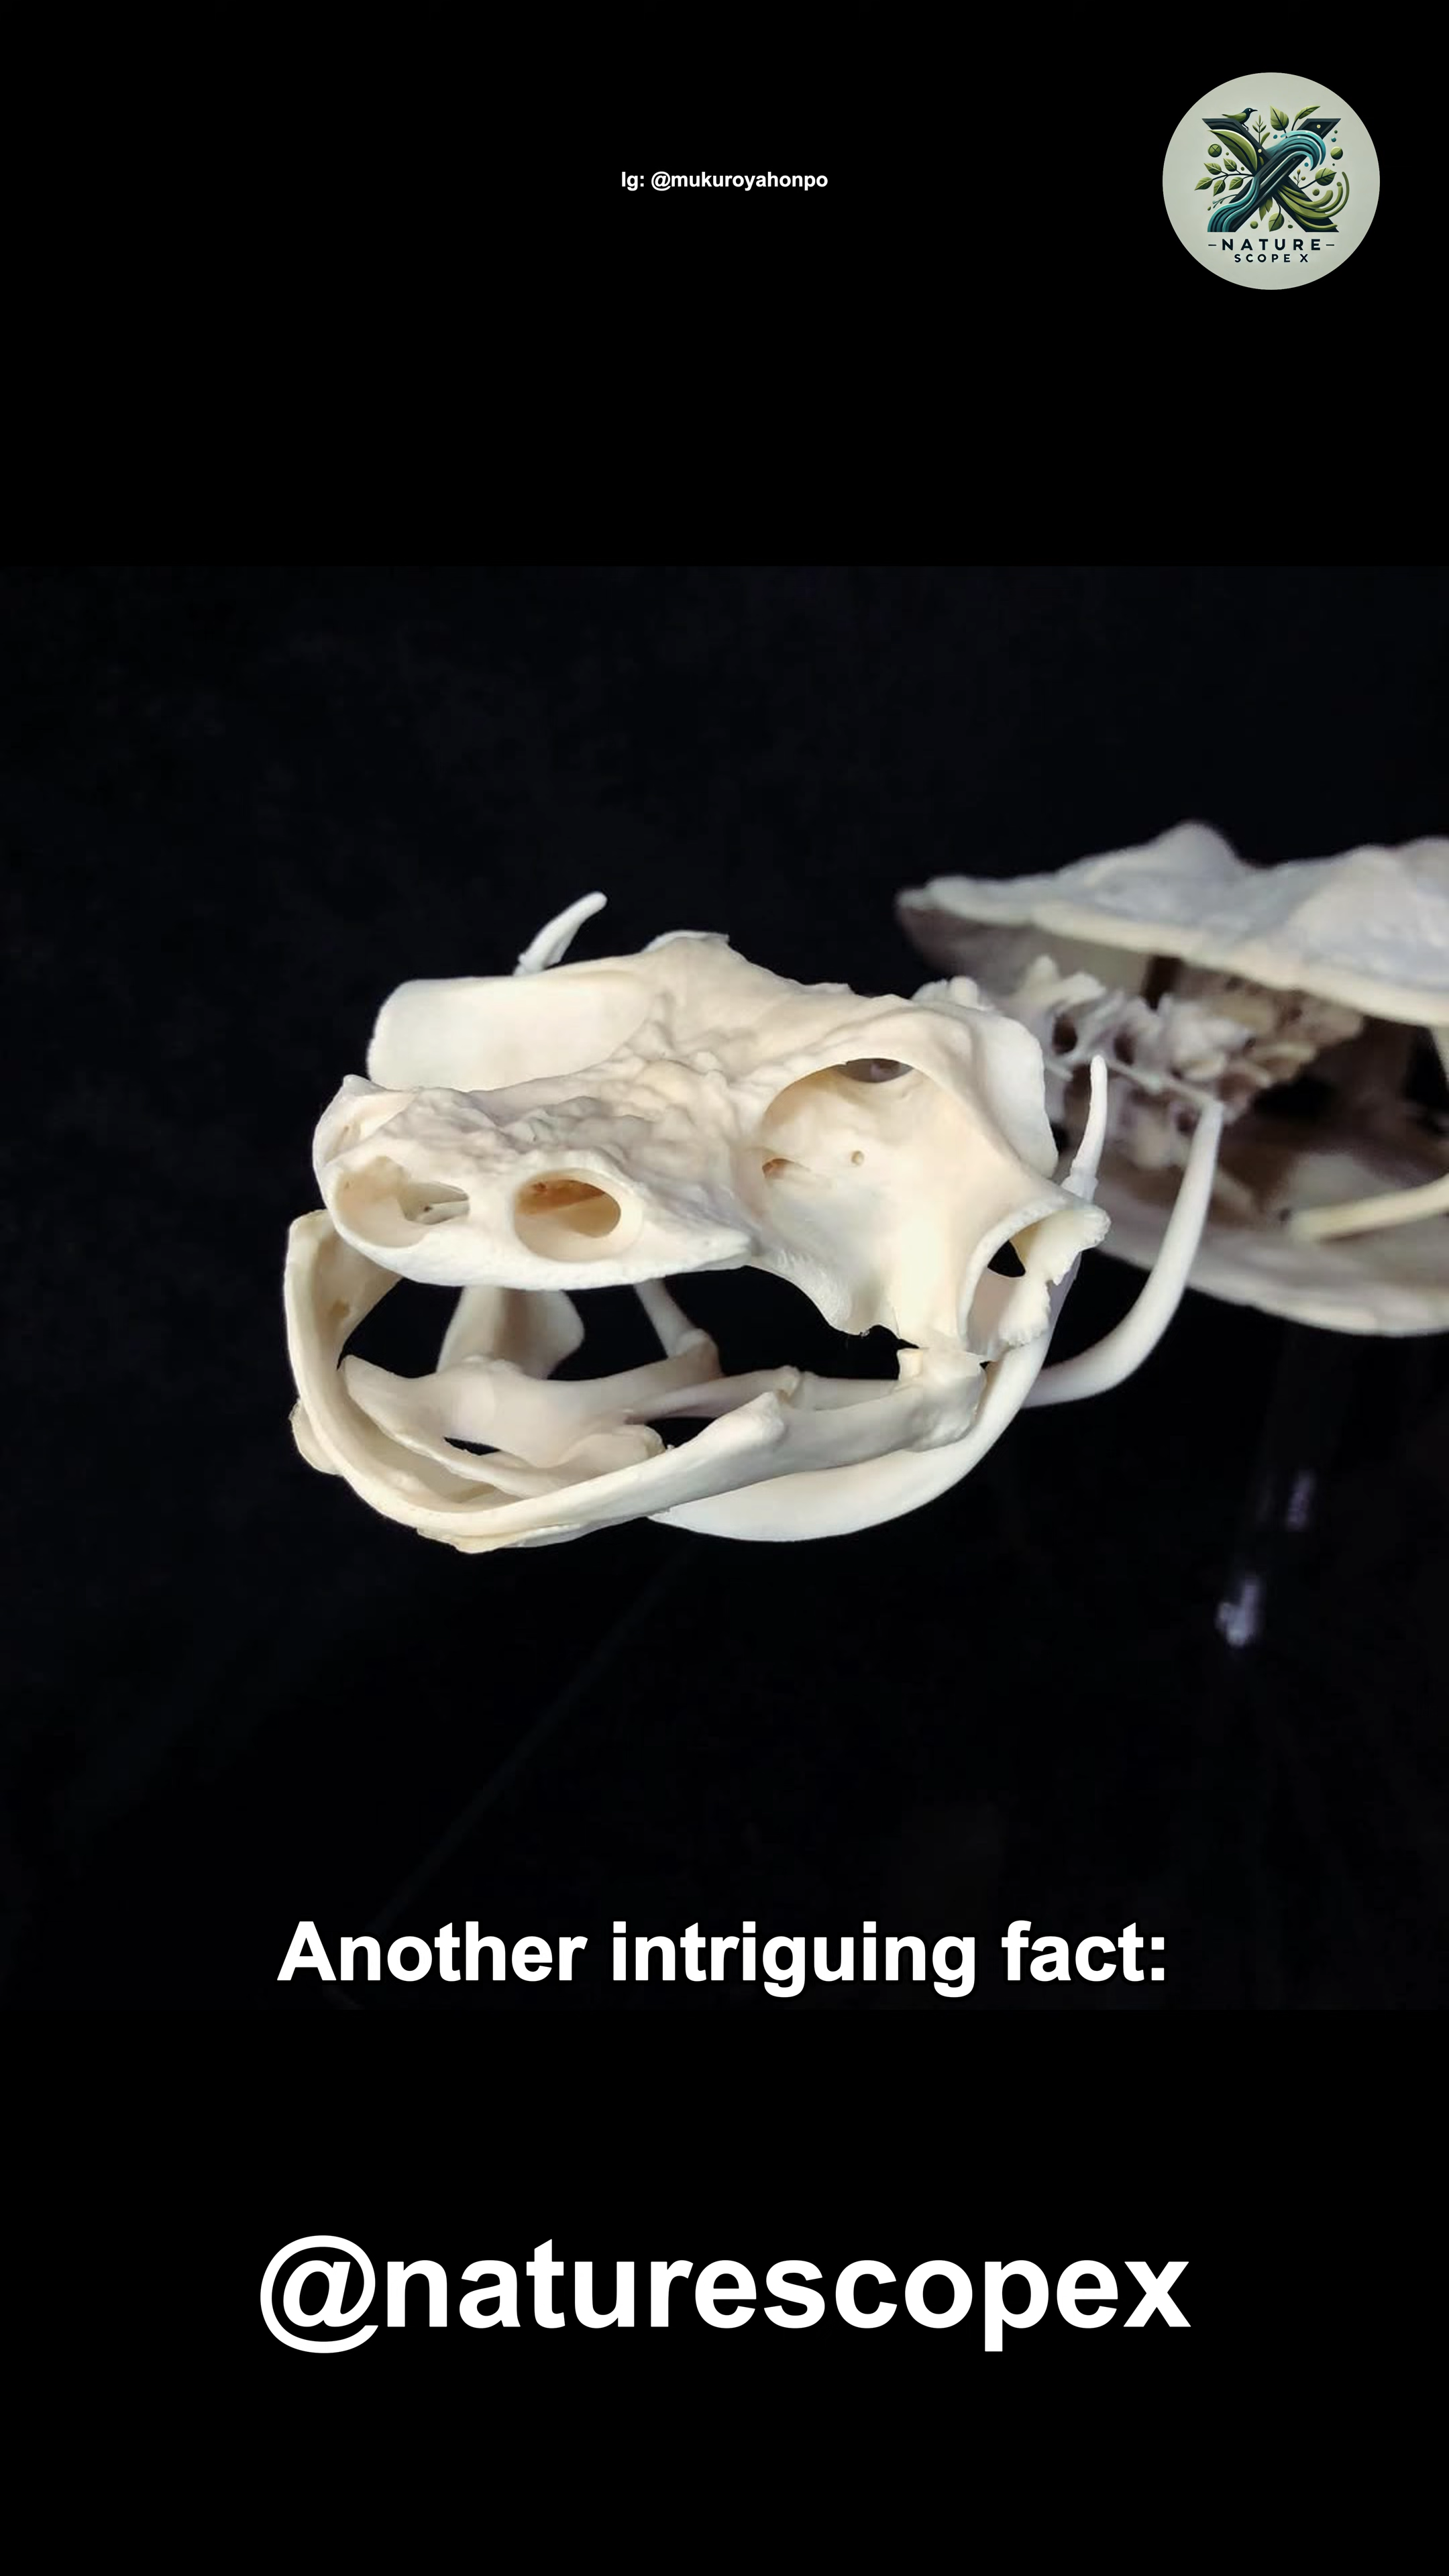 Ig: @mukuroyahonpo
-NATURE-
SCOPE X
Another intriguing fact:
@naturescopex